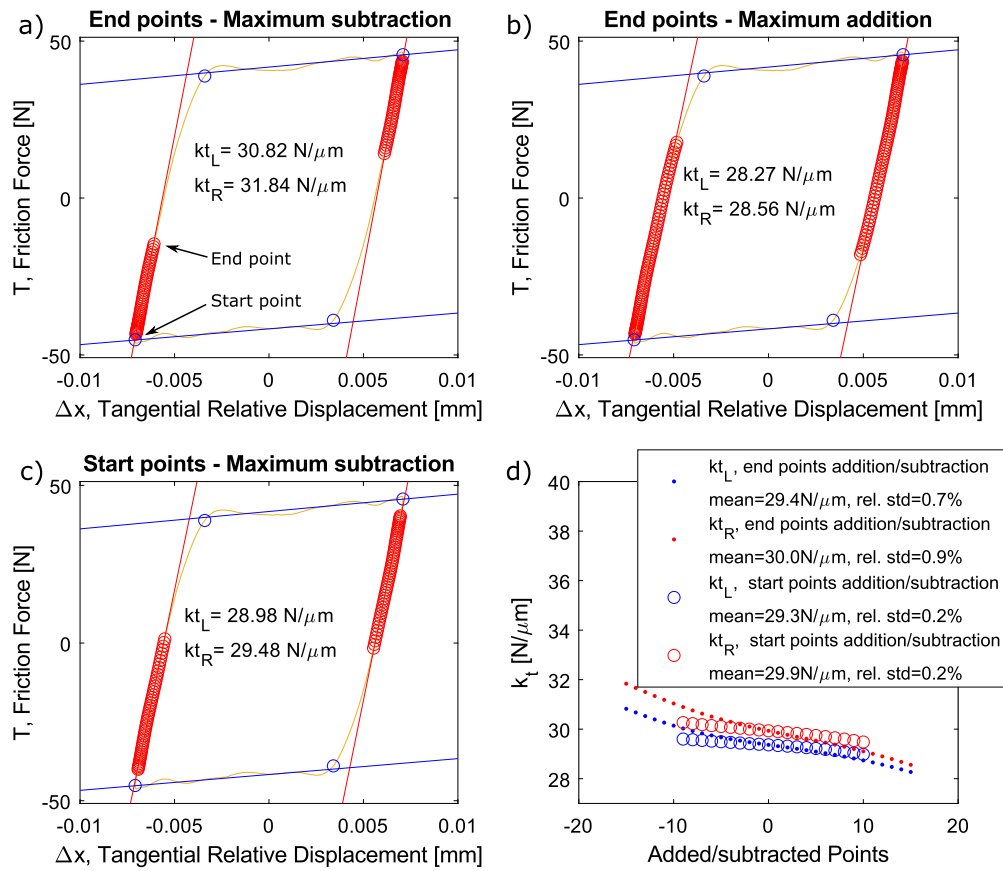 a)
End points - Maximum subtraction
50
0
-50
T, Friction Force [N]
kt_L= 30.82 N/μm
kt_R= 31.84 N/μm
End point
Start point
-0.01 -0.005 0 0.005 0.01
Δx, Tangential Relative Displacement [mm]
b)
End points - Maximum addition
50
0
-50
T, Friction Force [N]
kt_L= 28.27 N/μm
kt_R= 28.56 N/μm
-0.01 -0.005 0 0.005 0.01
Δx, Tangential Relative Displacement [mm]
c)
Start points - Maximum subtraction
50
0
-50
T, Friction Force [N]
kt_L= 28.98 N/μm
kt_R= 29.48 N/μm
-0.01 -0.005 0 0.005 0.01
Δx, Tangential Relative Displacement [mm]
d)
kt_L, end points addition/subtraction
mean=29.4N/μm, rel. std=0.7%
kt_R, end points addition/subtraction
mean=30.0N/μm, rel. std=0.9%
kt_L, start points addition/subtraction
mean=29.3N/μm, rel. std=0.2%
kt_R, start points addition/subtraction
mean=29.9N/μm, rel. std=0.2%
40
38
36
34
32
30
28
k_t [N/μm]
-20 -10 0 10 20
Added/subtracted Points